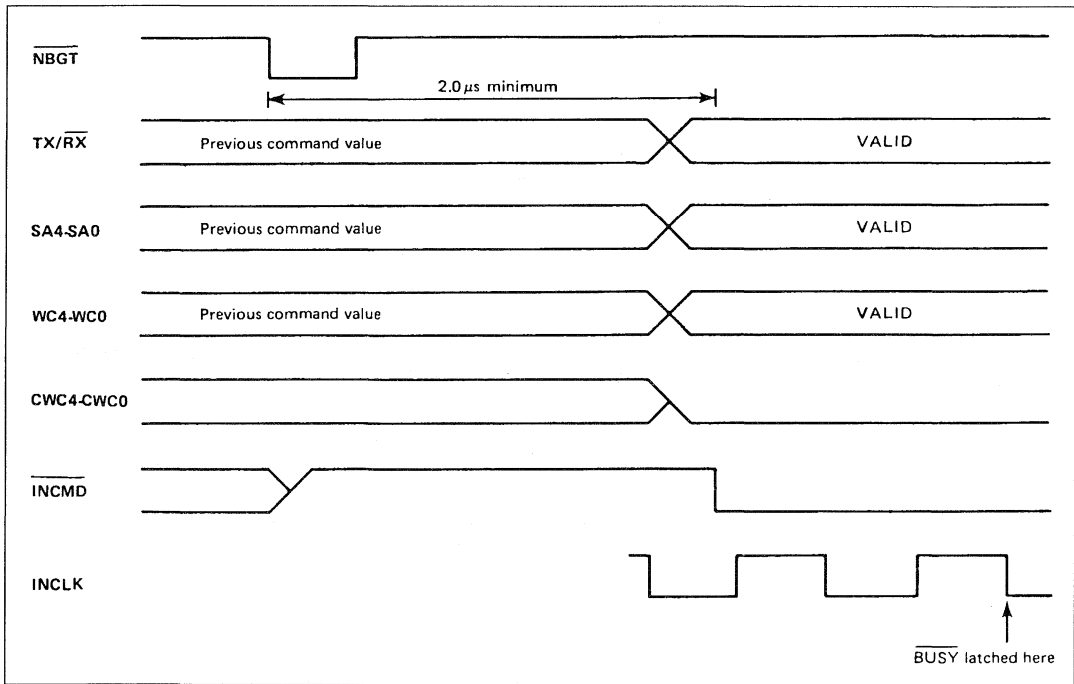 NBGT
2.0 µs minimum
TX/RX Previous command value VALID
SA4-SA0 Previous command value VALID
WC4-WC0 Previous command value VALID
CWC4-CWC0
INCMD
INCLK
BUSY latched here